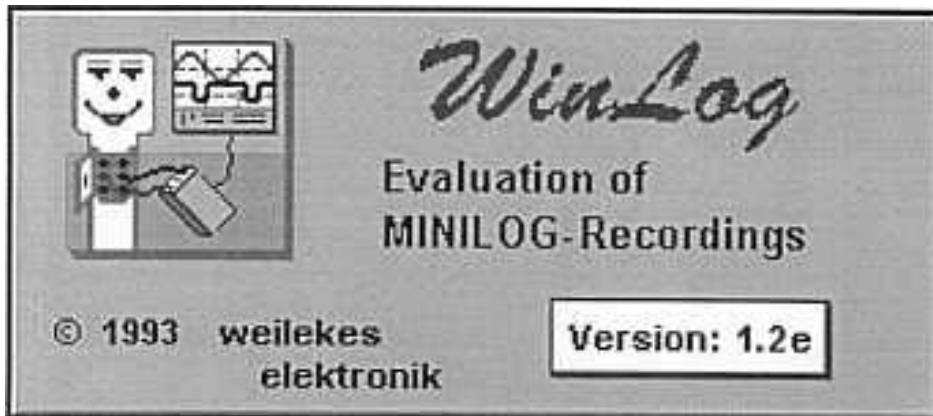 WinLog
Evaluation of
MINILOG-Recordings
© 1993 weilekes
elektronik
Version: 1.2e